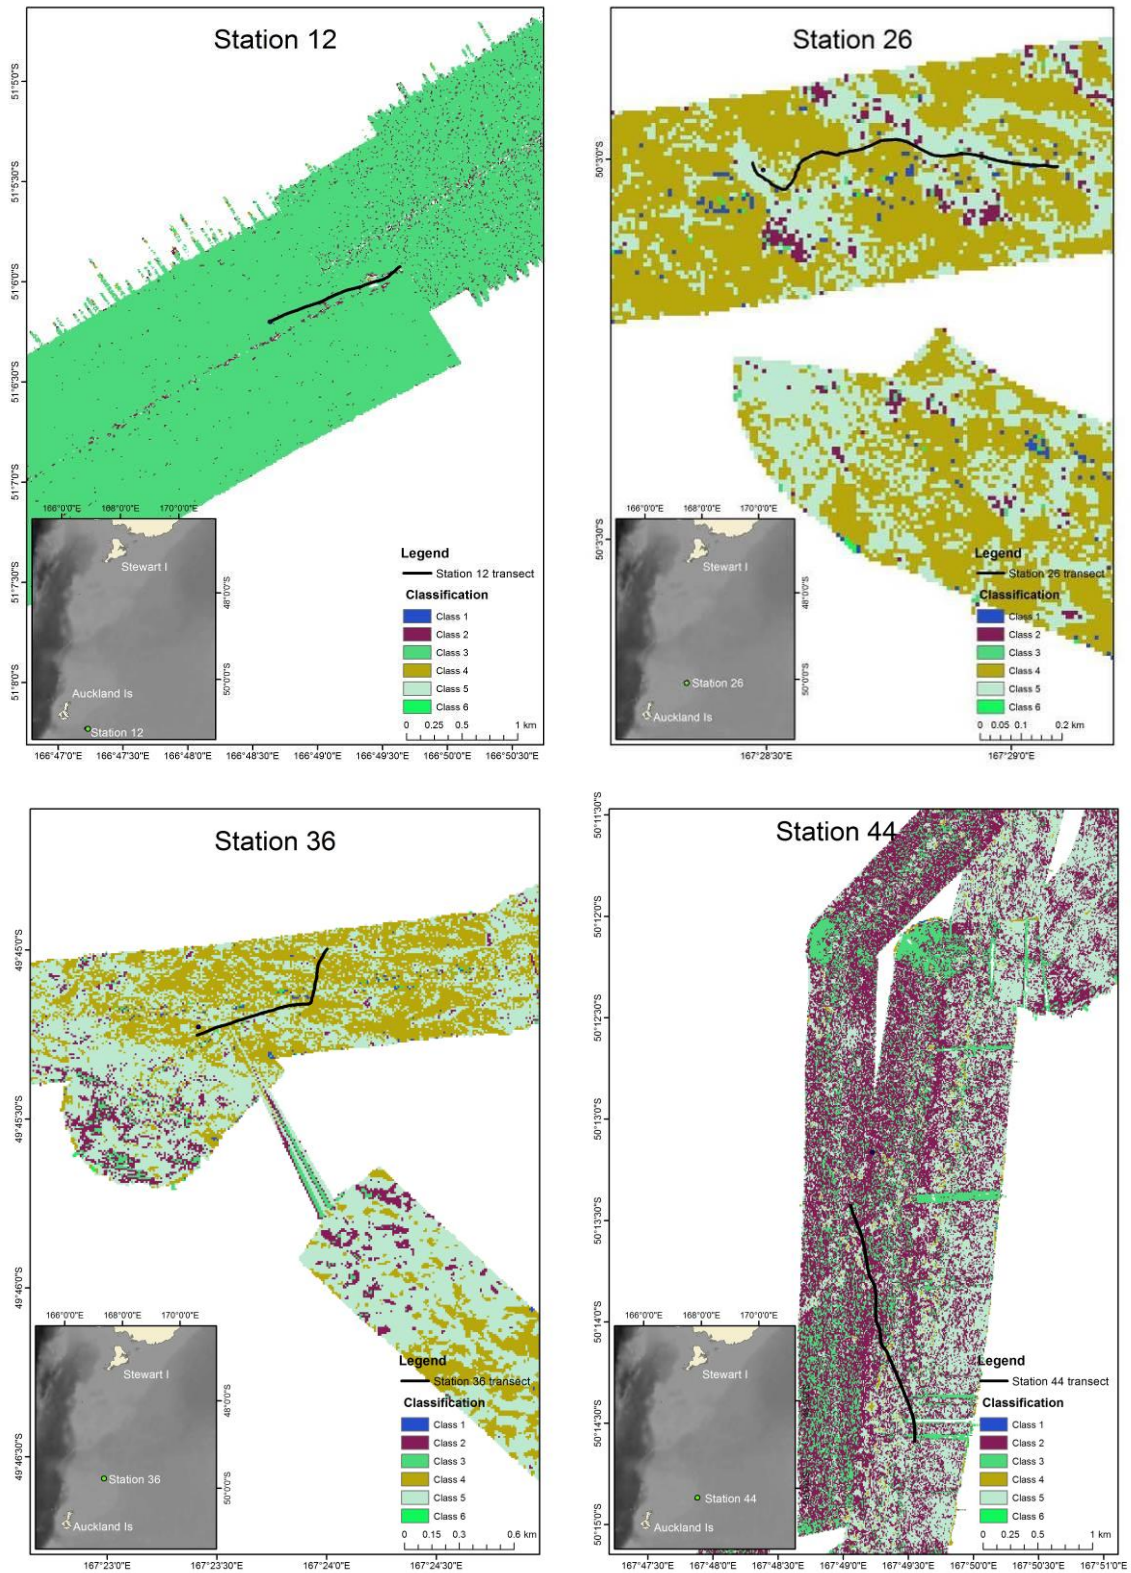 Station 12
51°5'0"S
51°5'30"S
51°6'0"S
51°6'30"S
51°7'0"S
51°7'30"S
51°8'0"S
166°0'0"E 168°0'0"E 170°0'0"E
Stewart I
48°0'0"S
50°0'0"S
Auckland Is
Station 12
Legend
Station 12 transect
Classification
Class 1
Class 2
Class 3
Class 4
Class 5
Class 6
0 0.25 0.5 1 km
166°47'0"E 166°47'30"E 166°48'0"E 166°48'30"E 166°49'0"E 166°49'30"E 166°50'0"E 166°50'30"E
Station 26
50°3'0"S
50°3'30"S
166°0'0"E 168°0'0"E 170°0'0"E
Stewart I
48°0'0"S
50°0'0"S
Station 26
Auckland Is
Legend
Station 26 transect
Classification
Class 1
Class 2
Class 3
Class 4
Class 5
Class 6
0 0.05 0.1 0.2 km
167°28'30"E 167°29'0"E
Station 36
49°45'0"S
49°45'30"S
49°46'0"S
49°46'30"S
166°0'0"E 168°0'0"E 170°0'0"E
Stewart I
48°0'0"S
50°0'0"S
Station 36
Auckland Is
Legend
Station 36 transect
Classification
Class 1
Class 2
Class 3
Class 4
Class 5
Class 6
0 0.15 0.3 0.6 km
167°23'0"E 167°23'30"E 167°24'0"E 167°24'30"E
Station 44
50°11'30"S
50°12'0"S
50°12'30"S
50°13'0"S
50°13'30"S
50°14'0"S
50°14'30"S
50°15'0"S
166°0'0"E 168°0'0"E 170°0'0"E
Stewart I
48°0'0"S
50°0'0"S
Station 44
Auckland Is
Legend
Station 44 transect
Classification
Class 1
Class 2
Class 3
Class 4
Class 5
Class 6
0 0.25 0.5 1 km
167°47'30"E 167°48'0"E 167°48'30"E 167°49'0"E 167°49'30"E 167°50'0"E 167°50'30"E 167°51'0"E